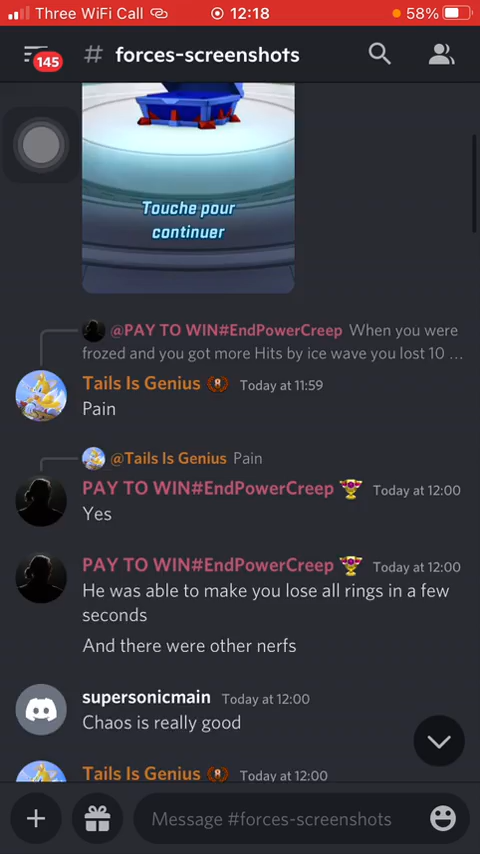 Three WiFi Call
12:18
58%
145
# forces-screenshots
Touche pour
continuer
@PAY TO WIN#EndPowerCreep When you were
frozed and you got more Hits by ice wave you lost 10 ...
Tails Is Genius Today at 11:59
Pain
@Tails Is Genius Pain
PAY TO WIN#EndPowerCreep Today at 12:00
Yes
PAY TO WIN#EndPowerCreep Today at 12:00
He was able to make you lose all rings in a few
seconds
And there were other nerfs
supersonicmain Today at 12:00
Chaos is really good
Tails Is Genius Today at 12:00
Message #forces-screenshots